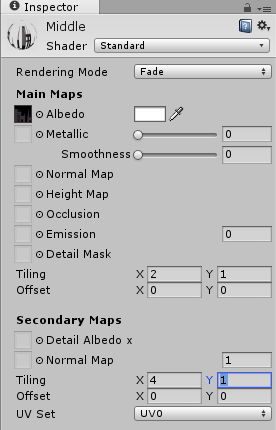 Inspector
Middle
Shader Standard
Rendering Mode Fade
Main Maps
Albedo
Metallic 0
Smoothness 0
Normal Map
Height Map
Occlusion
Emission 0
Detail Mask
Tiling X 2 Y 1
Offset X 0 Y 0
Secondary Maps
Detail Albedo x
Normal Map 1
Tiling X 4 Y 1
Offset X 0 Y 0
UV Set UV0